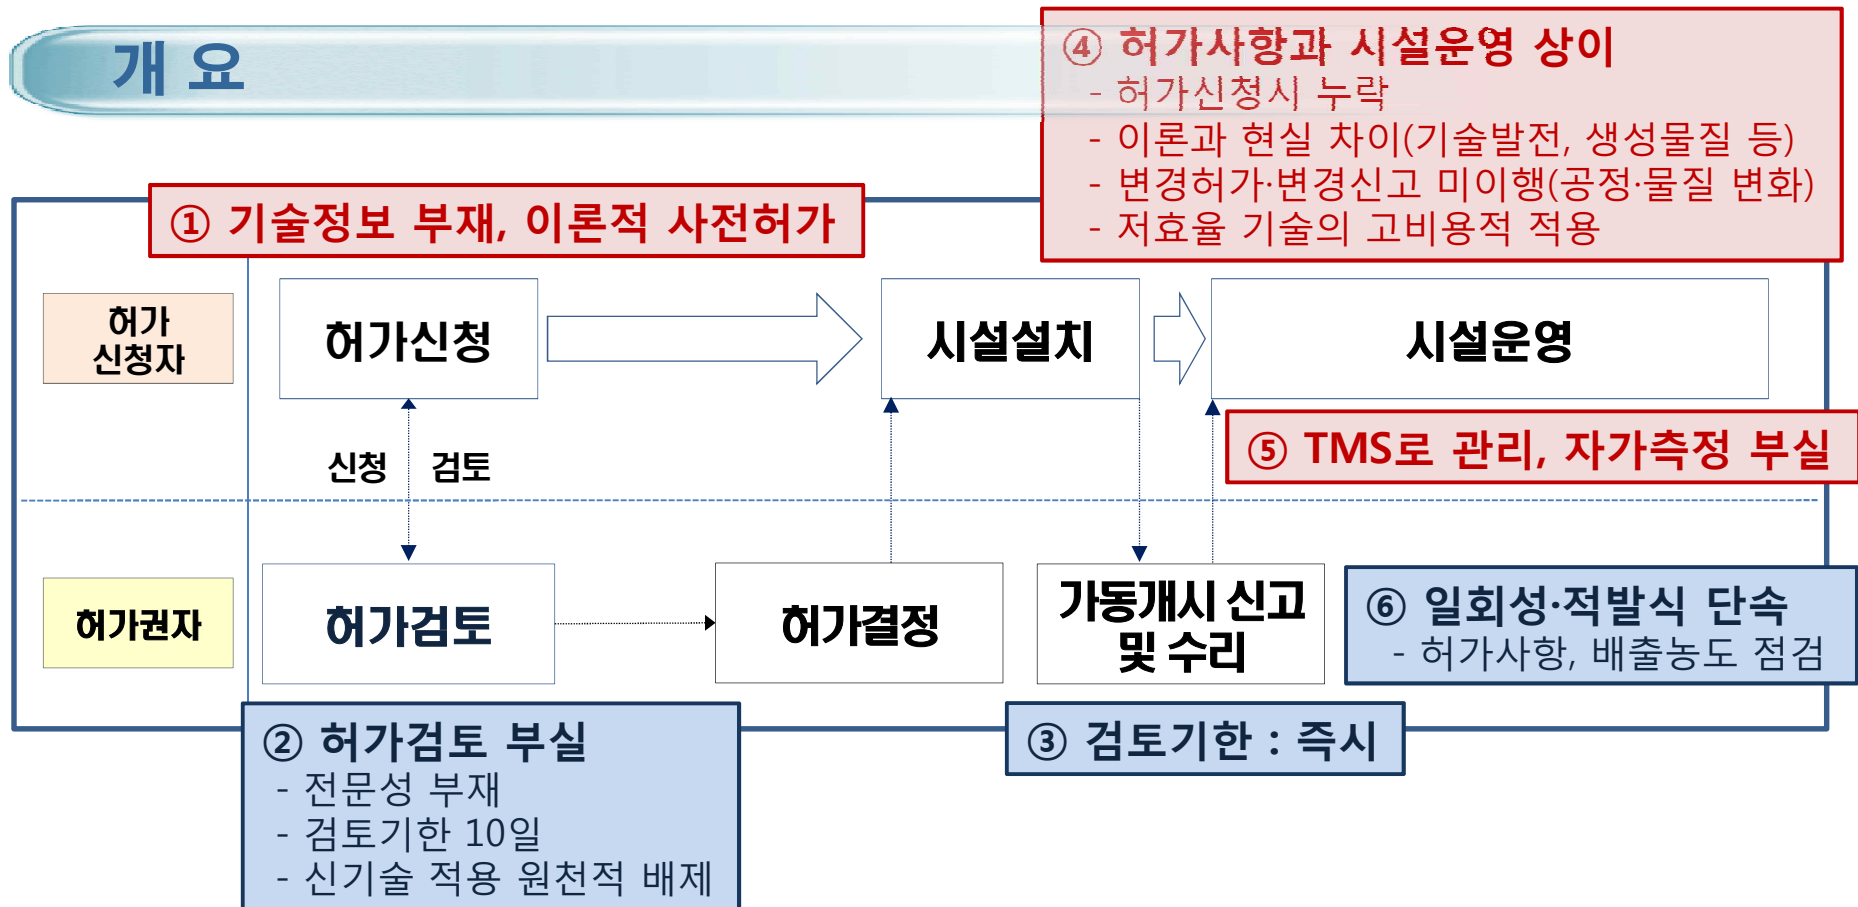 개 요
④ 허가사항과 시설운영 상이
- 허가신청시 누락
- 이론과 현실 차이(기술발전, 생성물질 등)
- 변경허가·변경신고 미이행(공정·물질 변화)
- 저효율 기술의 고비용적 적용
① 기술정보 부재, 이론적 사전허가
허가
신청자
허가신청
시설설치
시설운영
⑤ TMS로 관리, 자가측정 부실
신청 검토
허가권자
허가검토
허가결정
가동개시 신고
및 수리
⑥ 일회성·적발식 단속
- 허가사항, 배출농도 점검
② 허가검토 부실
- 전문성 부재
- 검토기한 10일
- 신기술 적용 원천적 배제
③ 검토기한 : 즉시